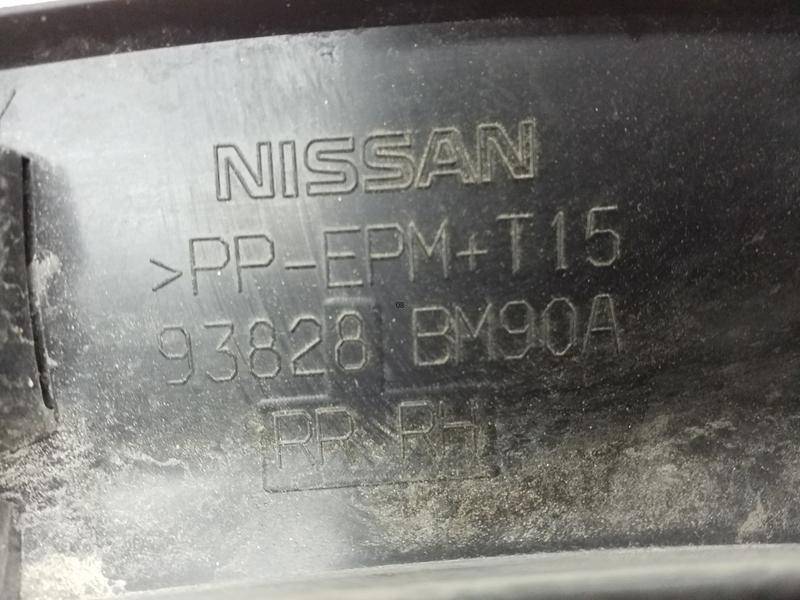 NISSAN
>PP-EPM+T15
93828 BM90A
RR RH